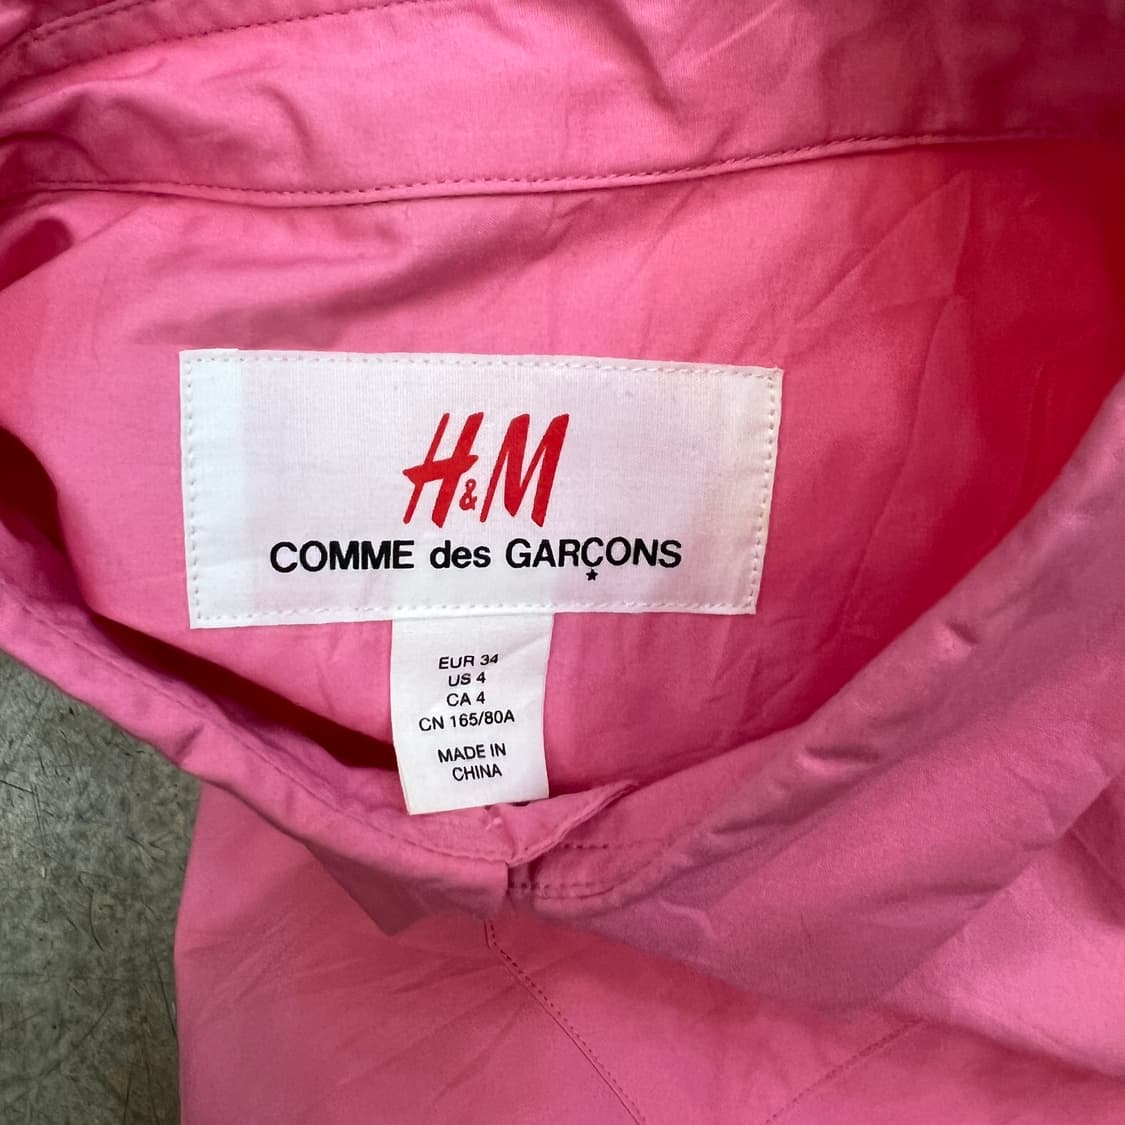 H&M
COMME des GARÇONS
EUR 34
US 4
CA 4
CN 165/80A
MADE IN
CHINA